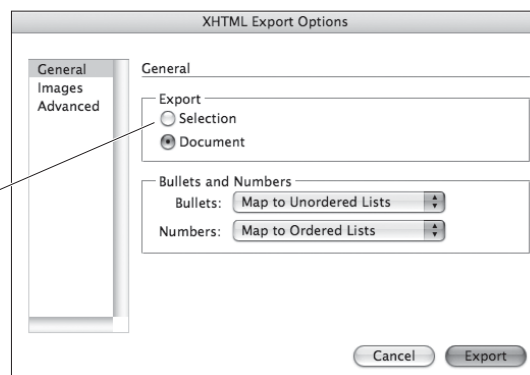 XHTML Export Options
General
Images
Advanced
General
Export
Selection
Document
Bullets and Numbers
Bullets: Map to Unordered Lists
Numbers: Map to Ordered Lists
Cancel Export